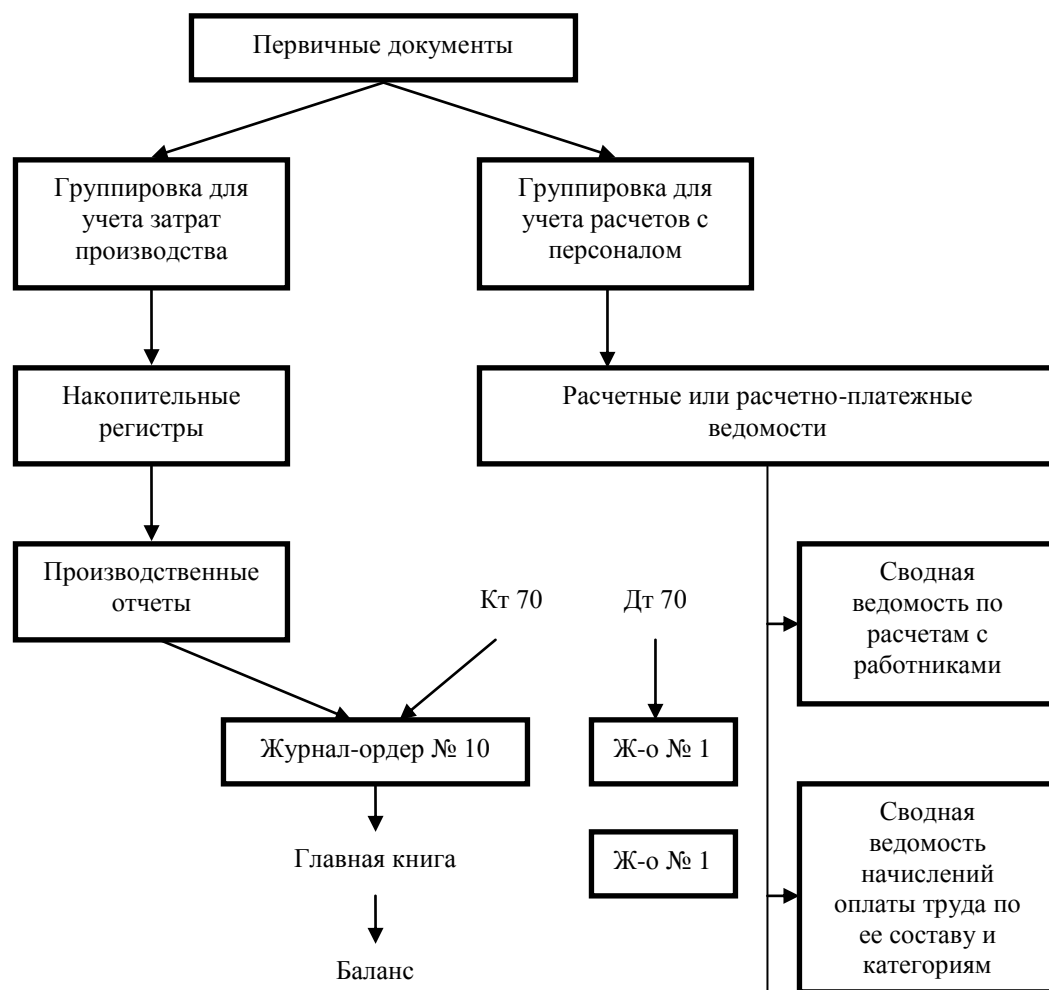 Первичные документы
Группировка для
учета затрат
производства
Группировка для
учета расчетов с
персоналом
Накопительные
регистры
Расчетные или расчетно-платежные
ведомости
Производственные
отчеты
Кт 70
Дт 70
Сводная
ведомость по
расчетам с
работниками
Журнал-ордер № 10
Ж-о № 1
Главная книга
Ж-о № 1
Сводная
ведомость
начислений
оплаты труда по
ее составу и
категориям
Баланс